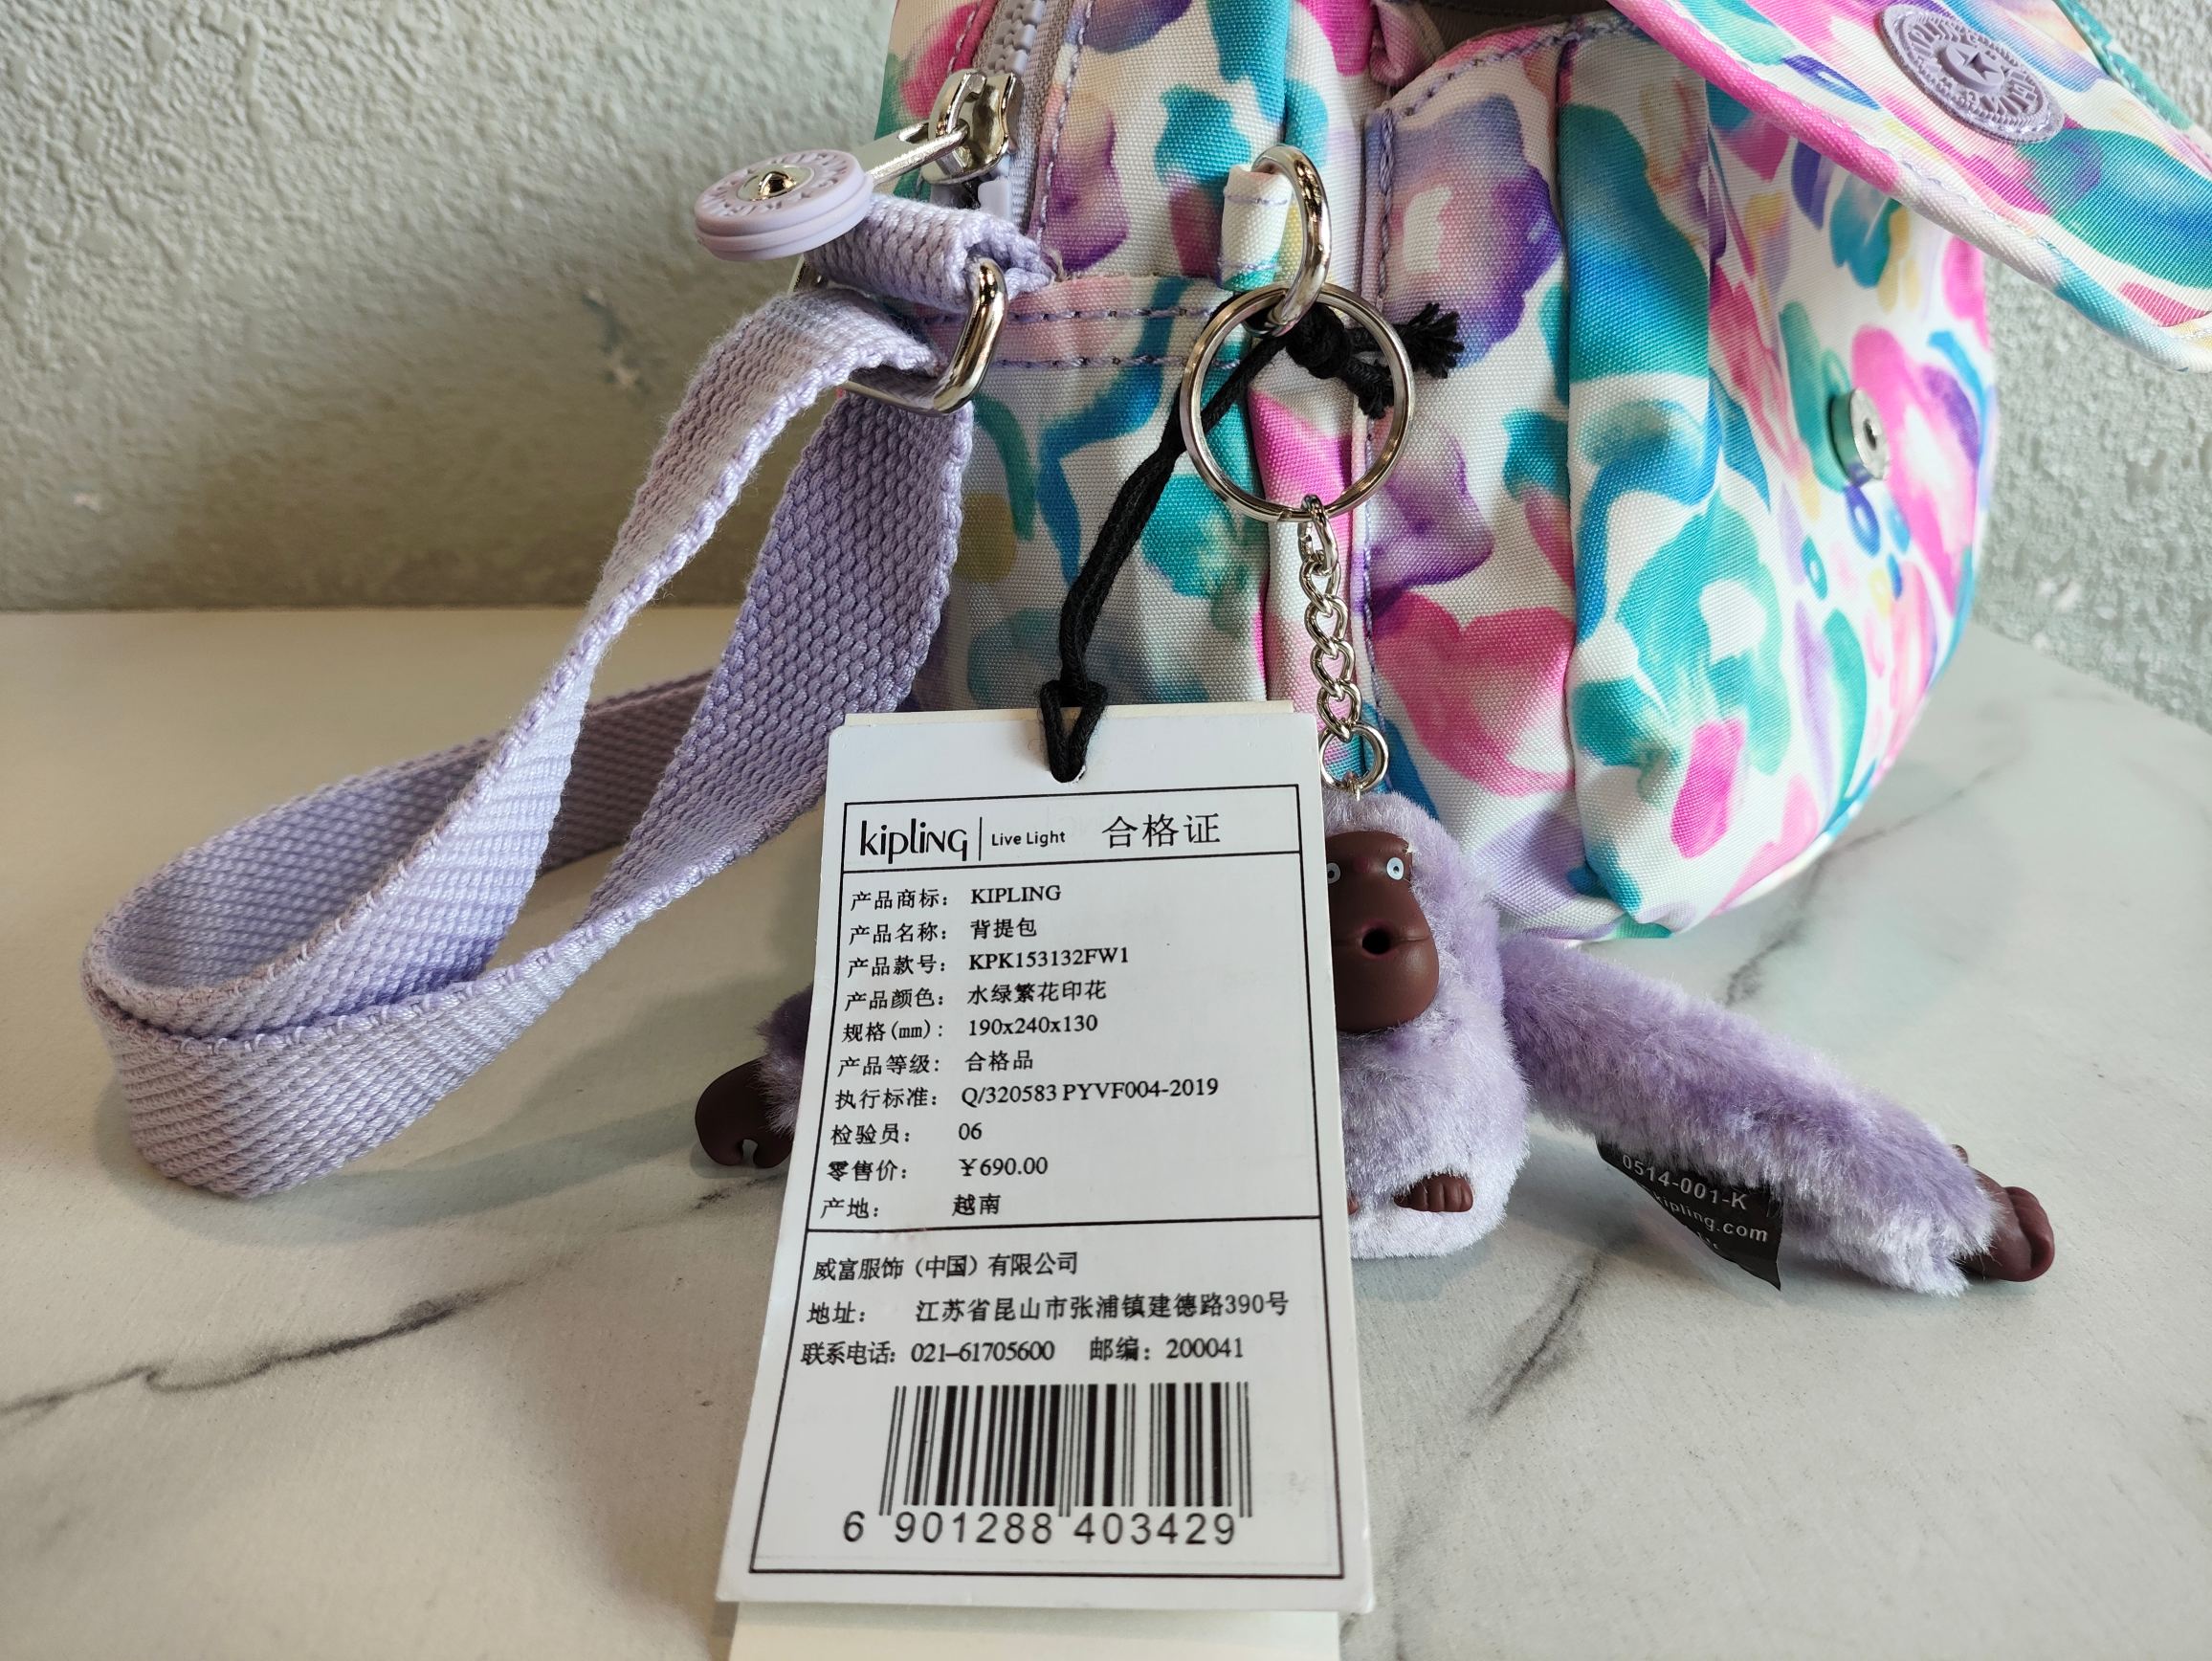 kipling Live Light 合格证
产品商标: KIPLING
产品名称: 背提包
产品款号: KPK153132FW1
产品颜色: 水绿繁花印花
规格(mm): 190x240x130
产品等级: 合格品
执行标准: Q/320583 PYVF004-2019
检验员: 06
零售价: ¥690.00
产地: 越南
威富服饰（中国）有限公司
地址: 江苏省昆山市张浦镇建德路390号
联系电话: 021-61705600 邮编: 200041
6 901288 403429
0514-001-K
kipling.com